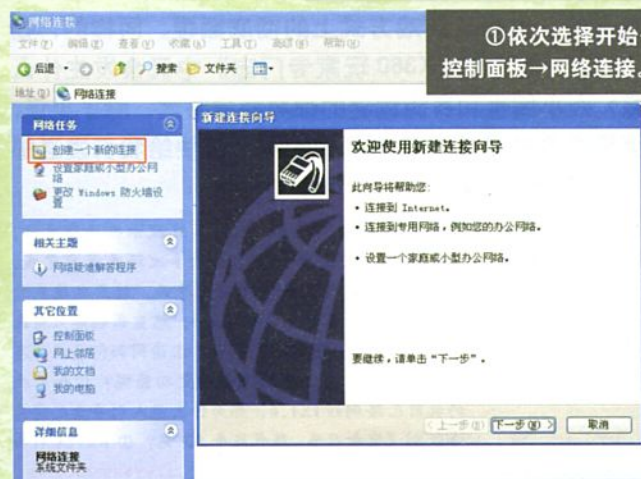 网络连接
文件(F) 编辑(E) 查看(V) 收藏(A) 工具(T) 高级(N) 帮助(H)
①依次选择开始
控制面板→网络连接。
后退 搜索 文件夹
地址(D) 网络连接
网络任务
创建一个新的连接
设置家庭或小型办公网
络
更改 Windows 防火墙设
置
相关主题
网络疑难解答程序
其它位置
控制面板
网上邻居
我的文档
我的电脑
详细信息
网络连接
系统文件夹
新建连接向导
欢迎使用新建连接向导
此向导将帮助您:
• 连接到 Internet。
• 连接到专用网络，例如您的办公网络。
• 设置一个家庭或小型办公网络。
要继续，请单击“下一步”。
<上一步(B) 下一步(N)> 取消